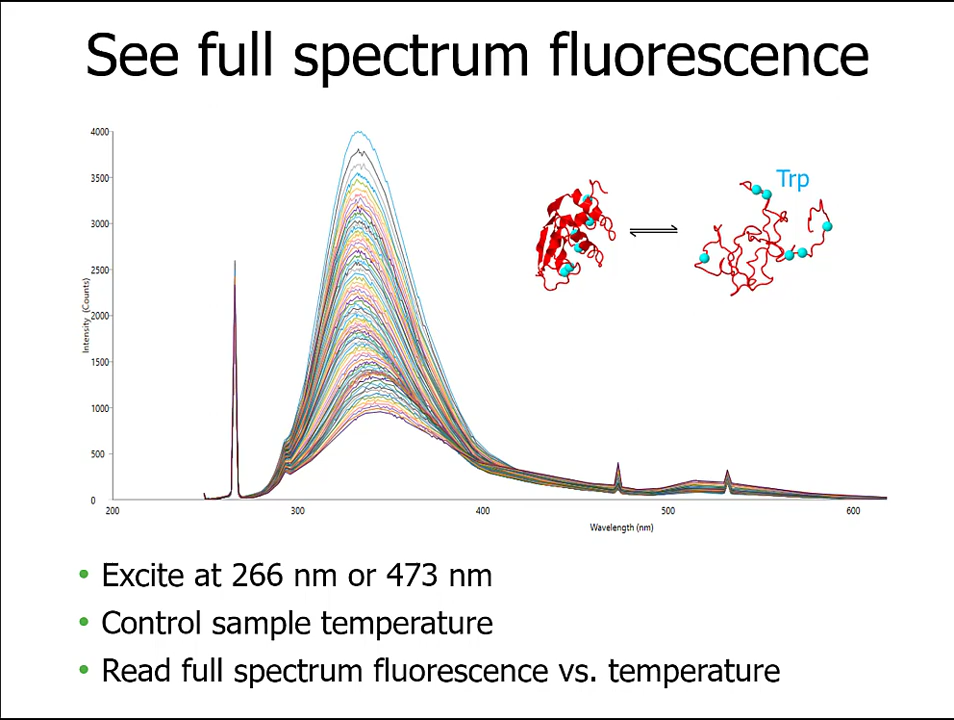 See full spectrum fluorescence
4000
3500
3000
2500
2000
1500
1000
500
0
Intensity (Counts)
200 300 400 500 600
Wavelength (nm)
Trp
• Excite at 266 nm or 473 nm
• Control sample temperature
• Read full spectrum fluorescence vs. temperature